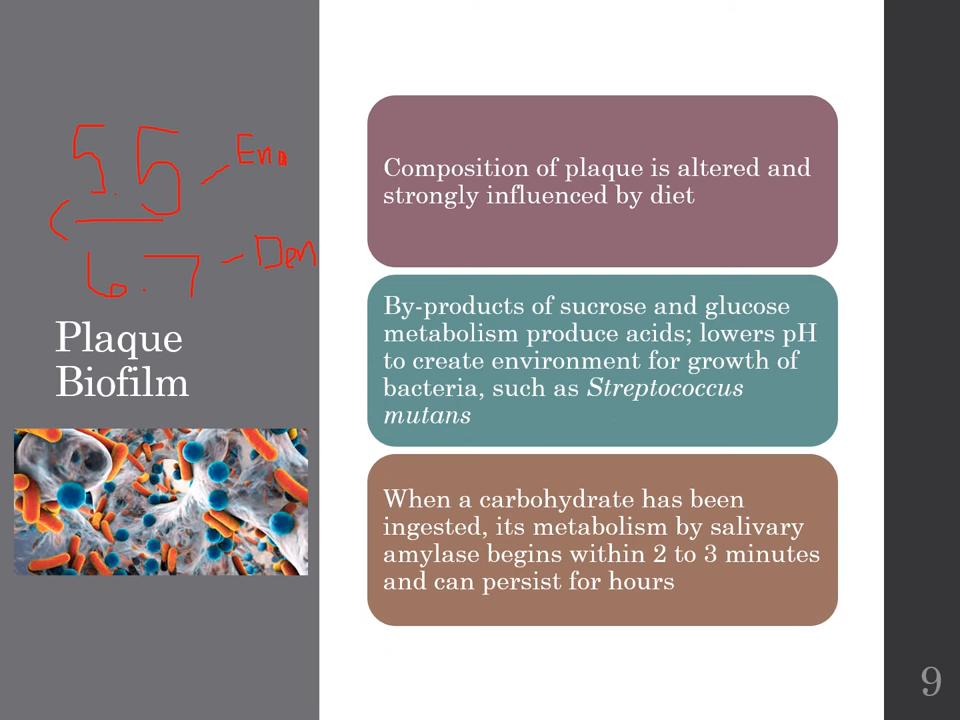 5.5 - Ena
6.7 - Den
Plaque
Biofilm
Composition of plaque is altered and
strongly influenced by diet
By-products of sucrose and glucose
metabolism produce acids; lowers pH
to create environment for growth of
bacteria, such as Streptococcus
mutans
When a carbohydrate has been
ingested, its metabolism by salivary
amylase begins within 2 to 3 minutes
and can persist for hours
9